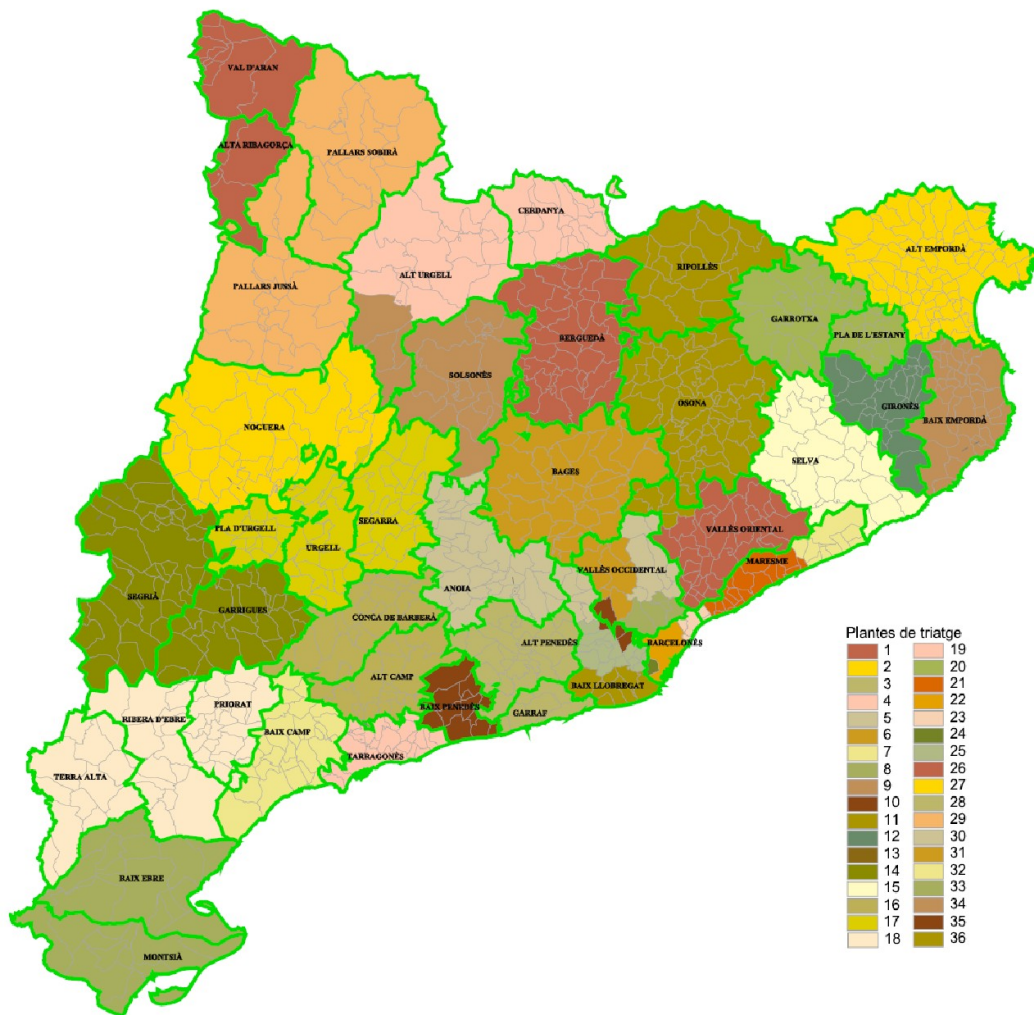 VAL D'ARAN
ALTA RIBAGORÇA
PALLARS SOBIRÀ
CERDANYA
ALT URGELL
PALLARS JUSSÀ
RIPOLLÈS
ALT EMPORDÀ
GARROTXA
PLA DE L'ESTANY
BERGUEDÀ
SOLSONÈS
OSONA
GIRONÈS
BAIX EMPORDÀ
NOGUERA
SELVA
BAGES
PLA D'URGELL
SEGARRA
URGELL
VALLÈS ORIENTAL
MARESME
VALLÈS OCCIDENTAL
ANOIA
SEGRIÀ
GARRIGUES
CONCA DE BARBERÀ
ALT PENEDÈS
BARCELONÈS
ALT CAMP
BAIX LLOBREGAT
BAIX PENEDÈS
GARRAF
PRIORAT
RIBERA D'EBRE
BAIX CAMP
TARRAGONÈS
TERRA ALTA
BAIX EBRE
MONTSIÀ
Plantes de triatge
1 19
2 20
3 21
4 22
5 23
6 24
7 25
8 26
9 27
10 28
11 29
12 30
13 31
14 32
15 33
16 34
17 35
18 36